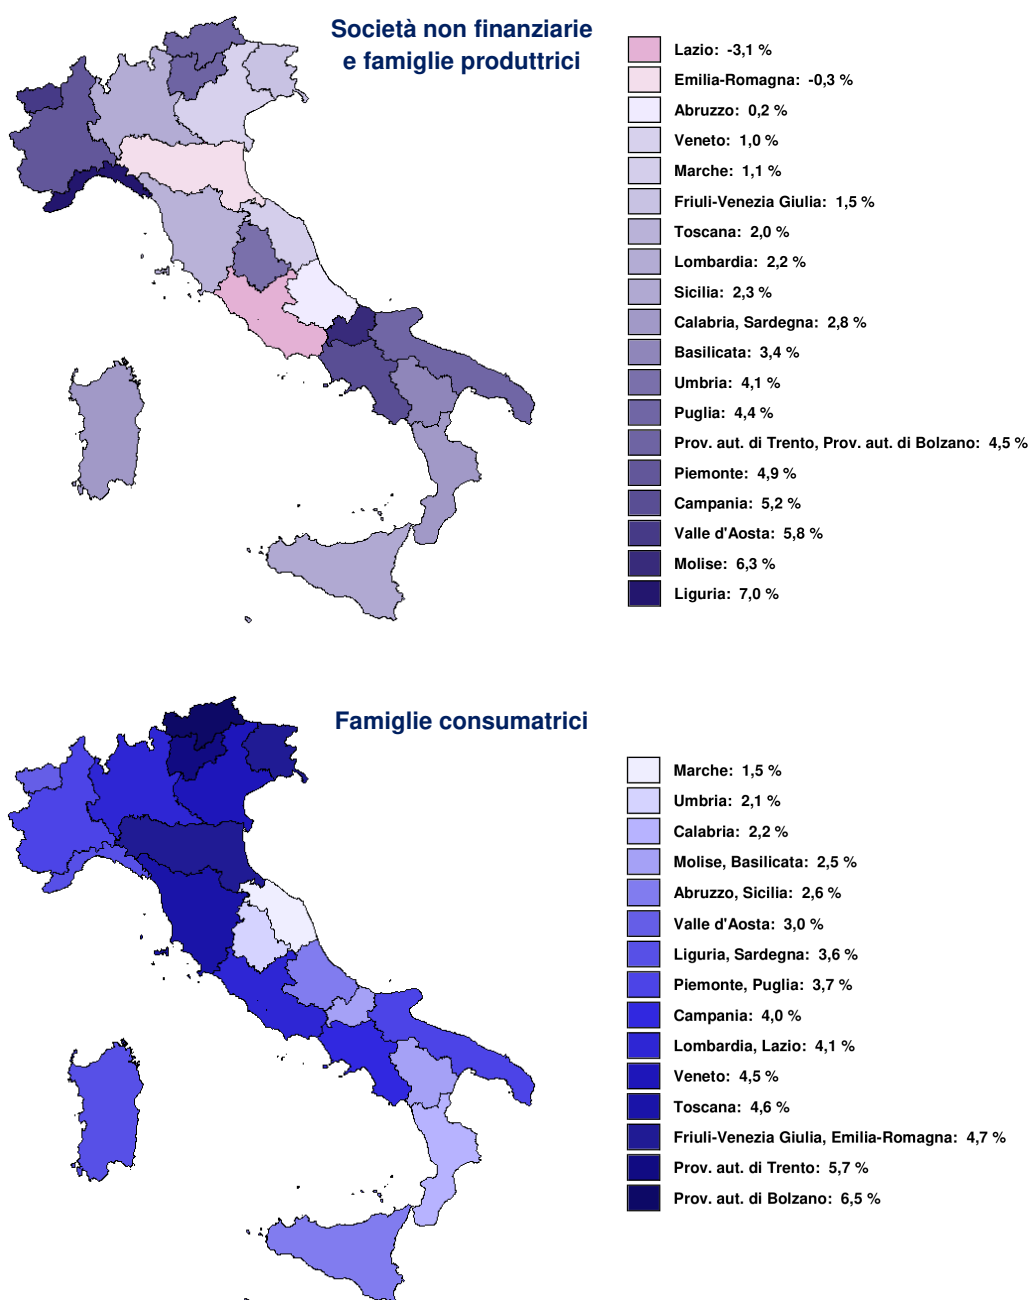 Società non finanziarie
e famiglie produttrici
Lazio: -3,1 %
Emilia-Romagna: -0,3 %
Abruzzo: 0,2 %
Veneto: 1,0 %
Marche: 1,1 %
Friuli-Venezia Giulia: 1,5 %
Toscana: 2,0 %
Lombardia: 2,2 %
Sicilia: 2,3 %
Calabria, Sardegna: 2,8 %
Basilicata: 3,4 %
Umbria: 4,1 %
Puglia: 4,4 %
Prov. aut. di Trento, Prov. aut. di Bolzano: 4,5 %
Piemonte: 4,9 %
Campania: 5,2 %
Valle d'Aosta: 5,8 %
Molise: 6,3 %
Liguria: 7,0 %
Famiglie consumatrici
Marche: 1,5 %
Umbria: 2,1 %
Calabria: 2,2 %
Molise, Basilicata: 2,5 %
Abruzzo, Sicilia: 2,6 %
Valle d'Aosta: 3,0 %
Liguria, Sardegna: 3,6 %
Piemonte, Puglia: 3,7 %
Campania: 4,0 %
Lombardia, Lazio: 4,1 %
Veneto: 4,5 %
Toscana: 4,6 %
Friuli-Venezia Giulia, Emilia-Romagna: 4,7 %
Prov. aut. di Trento: 5,7 %
Prov. aut. di Bolzano: 6,5 %